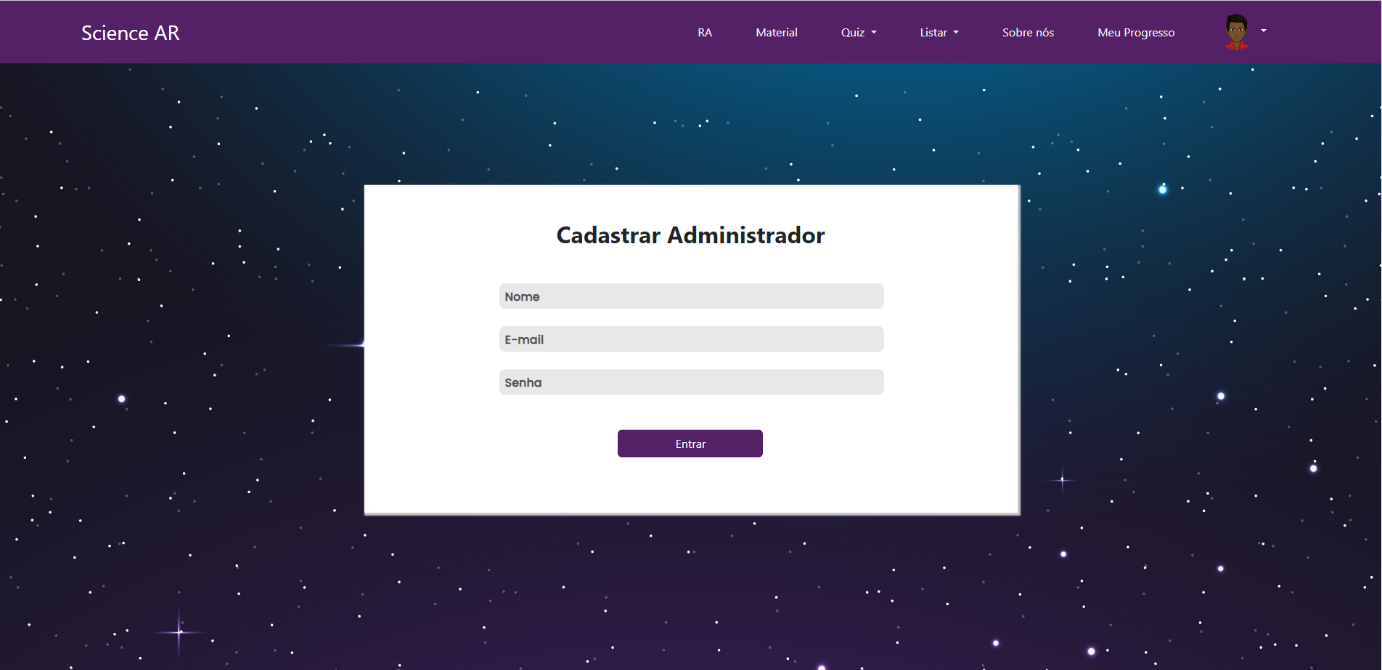 Science AR
RA Material Quiz Listar Sobre nós Meu Progresso
Cadastrar Administrador
Nome
E-mail
Senha
Entrar